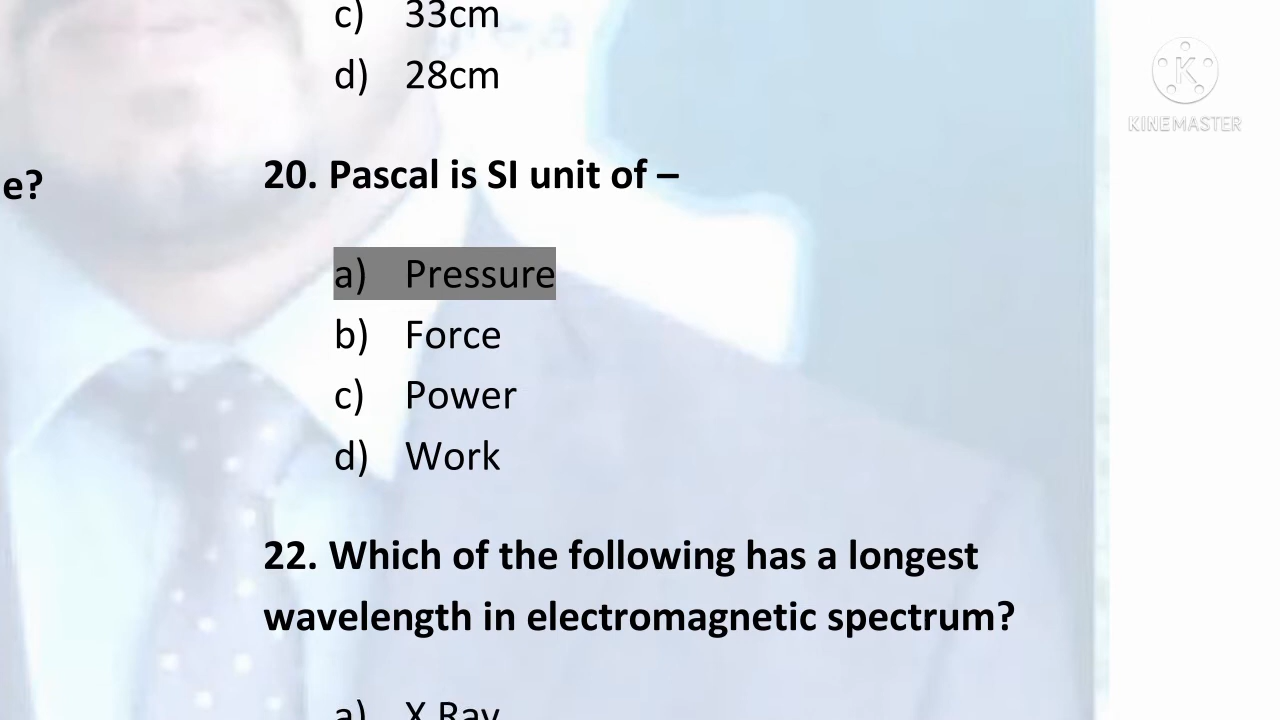 c) 33cm
d) 28cm
KINEMASTER
e?
20. Pascal is SI unit of –
a) Pressure
b) Force
c) Power
d) Work
22. Which of the following has a longest
wavelength in electromagnetic spectrum?
a) X Ray